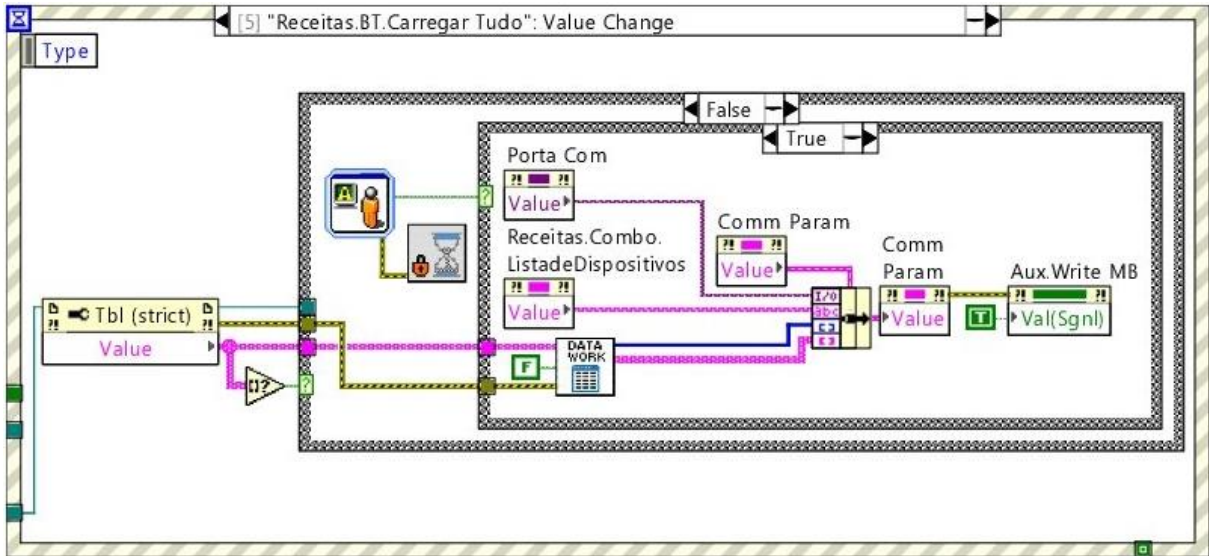 [5] "Receitas.BT.Carregar Tudo": Value Change
Type
False
True
Porta Com
?! ?!
Value
A
?
Receitas.Combo.
ListadeDispositivos
?! ?!
Value
Comm Param
?! ?!
Value
Comm
Param
?! ?!
Value
Aux.Write MB
?! ?!
T
Val(Sgnl)
I/O
abc
[ ]
[ ]
DATA
WORK
F
?! Tbl (strict) ?!
Value
[]?
?